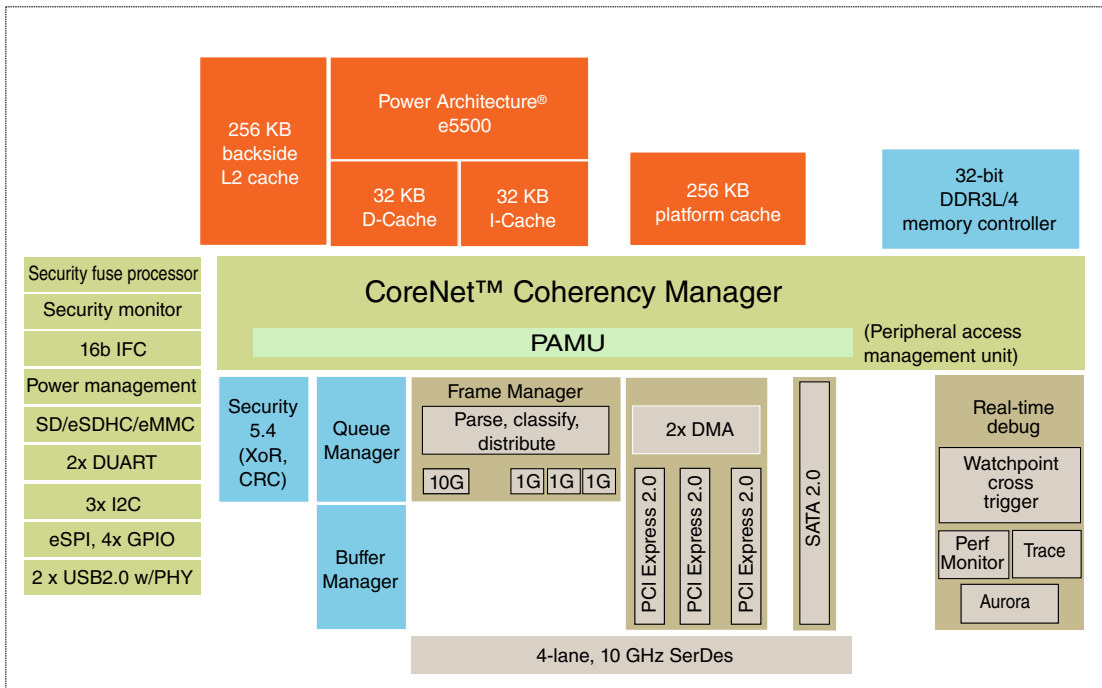 256 KB
backside
L2 cache
Power Architecture®
e5500
32 KB
D-Cache
32 KB
I-Cache
256 KB
platform cache
32-bit
DDR3L/4
memory controller
Security fuse processor
Security monitor
16b IFC
Power management
SD/eSDHC/eMMC
2x DUART
3x I2C
eSPI, 4x GPIO
2 x USB2.0 w/PHY
CoreNet™ Coherency Manager
PAMU
(Peripheral access
management unit)
Security
5.4
(XoR,
CRC)
Queue
Manager
Buffer
Manager
Frame Manager
Parse, classify,
distribute
10G
1G
1G
1G
2x DMA
PCI Express 2.0
PCI Express 2.0
PCI Express 2.0
SATA 2.0
Real-time
debug
Watchpoint
cross
trigger
Perf
Monitor
Trace
Aurora
4-lane, 10 GHz SerDes